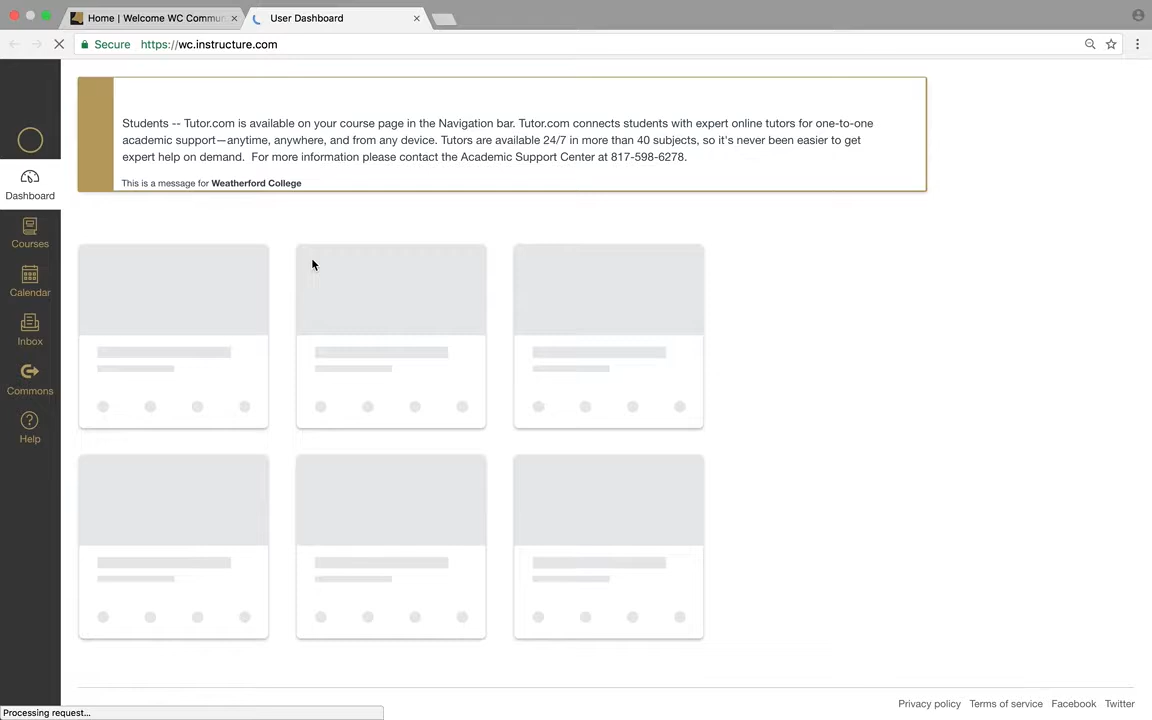 Home | Welcome WC Commun
User Dashboard
Secure https://wc.instructure.com
Students -- Tutor.com is available on your course page in the Navigation bar. Tutor.com connects students with expert online tutors for one-to-one
academic support—anytime, anywhere, and from any device. Tutors are available 24/7 in more than 40 subjects, so it's never been easier to get
expert help on demand.  For more information please contact the Academic Support Center at 817-598-6278.
This is a message for Weatherford College
Dashboard
Courses
Calendar
Inbox
Commons
Help
Privacy policy Terms of service Facebook Twitter
Processing request...